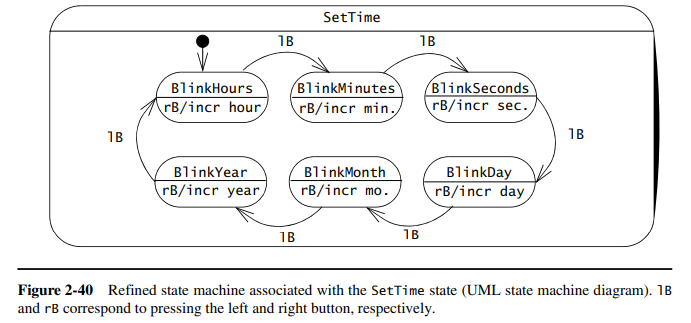 SetTime
lB
lB
BlinkHours
BlinkMinutes
BlinkSeconds
rB/incr hour
rB/incr min.
rB/incr sec.
lB
lB
BlinkYear
BlinkMonth
BlinkDay
rB/incr year
rB/incr mo.
rB/incr day
lB
lB
Figure 2-40 Refined state machine associated with the SetTime state (UML state machine diagram). lB
and rB correspond to pressing the left and right button, respectively.